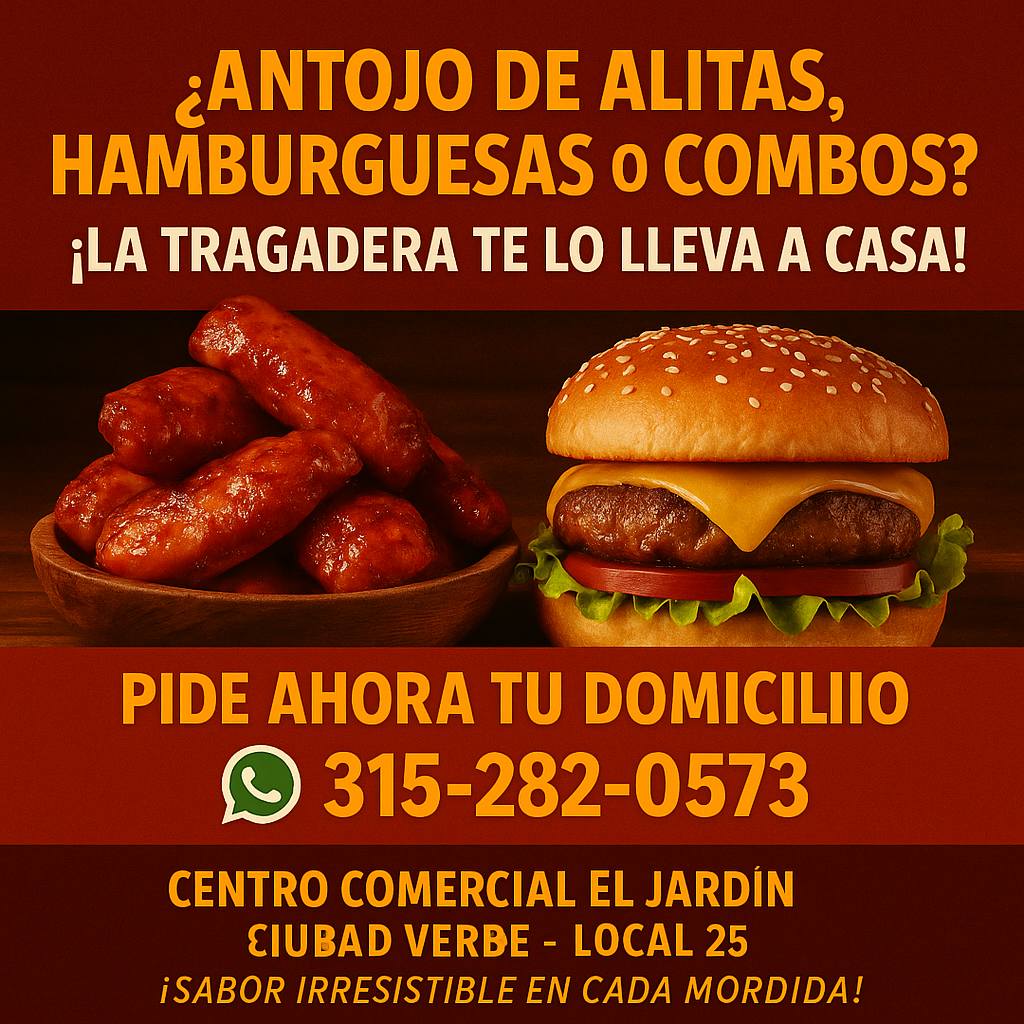 ¿ANTOJO DE ALITAS,
HAMBURGUESAS O COMBOS?
¡LA TRAGADERA TE LO LLEVA A CASA!
PIDE AHORA TU DOMICILIIO
315-282-0573
CENTRO COMERCIAL EL JARDÍN
CIUBAD VERBE - LOCAL 25
¡SABOR IRRESISTIBLE EN CADA MORDIDA!